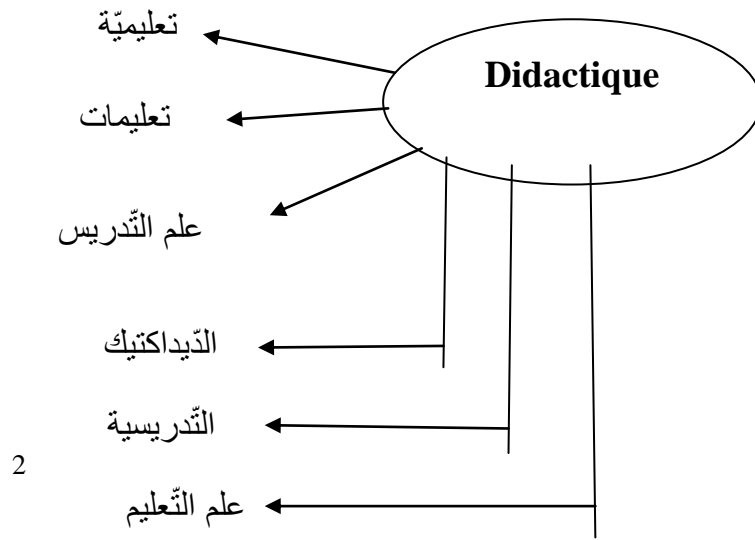 تعليميّة
Didactique
تعليمات
علم التّدريس
الدّيداكتيك
التّدريسية
2
علم التّعليم